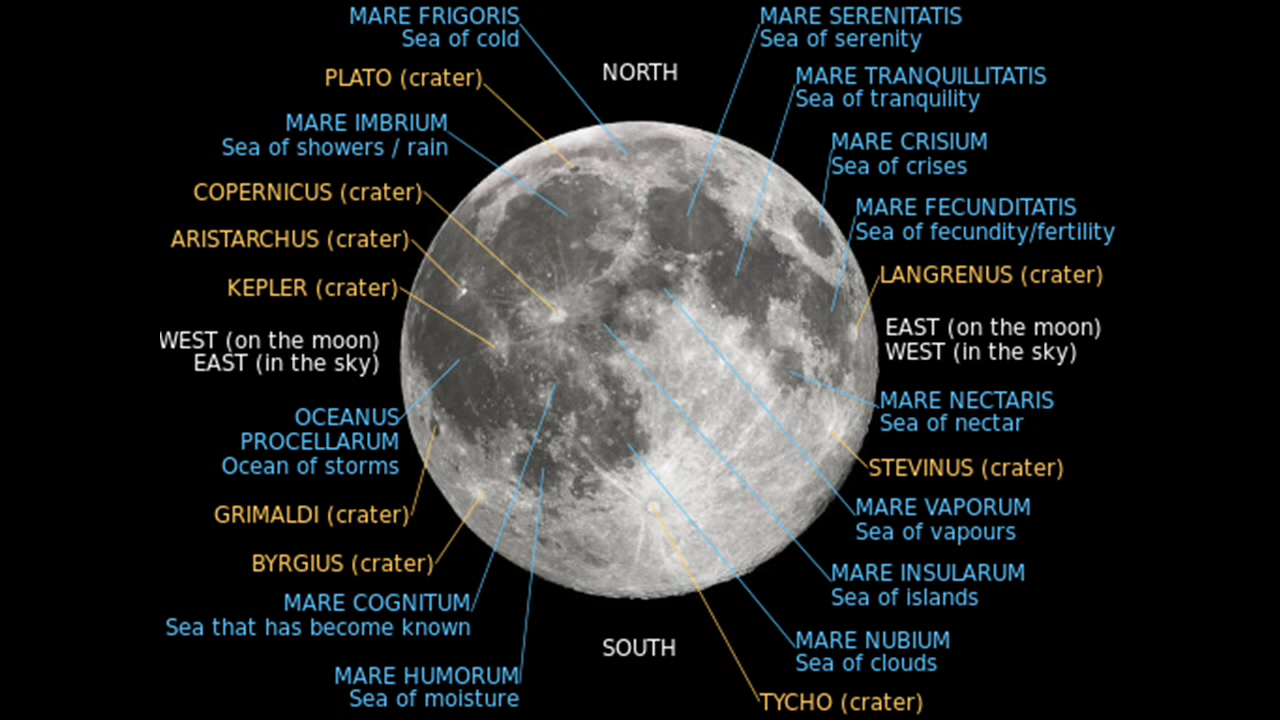 MARE FRIGORIS
Sea of cold
PLATO (crater)
MARE IMBRIUM
Sea of showers / rain
COPERNICUS (crater)
ARISTARCHUS (crater)
KEPLER (crater)
WEST (on the moon)
EAST (in the sky)
OCEANUS
PROCELLARUM
Ocean of storms
GRIMALDI (crater)
BYRGIUS (crater)
MARE COGNITUM
Sea that has become known
MARE HUMORUM
Sea of moisture
NORTH
SOUTH
MARE SERENITATIS
Sea of serenity
MARE TRANQUILLITATIS
Sea of tranquility
MARE CRISIUM
Sea of crises
MARE FECUNDITATIS
Sea of fecundity/fertility
LANGRENUS (crater)
EAST (on the moon)
WEST (in the sky)
MARE NECTARIS
Sea of nectar
STEVINUS (crater)
MARE VAPORUM
Sea of vapours
MARE INSULARUM
Sea of islands
MARE NUBIUM
Sea of clouds
TYCHO (crater)